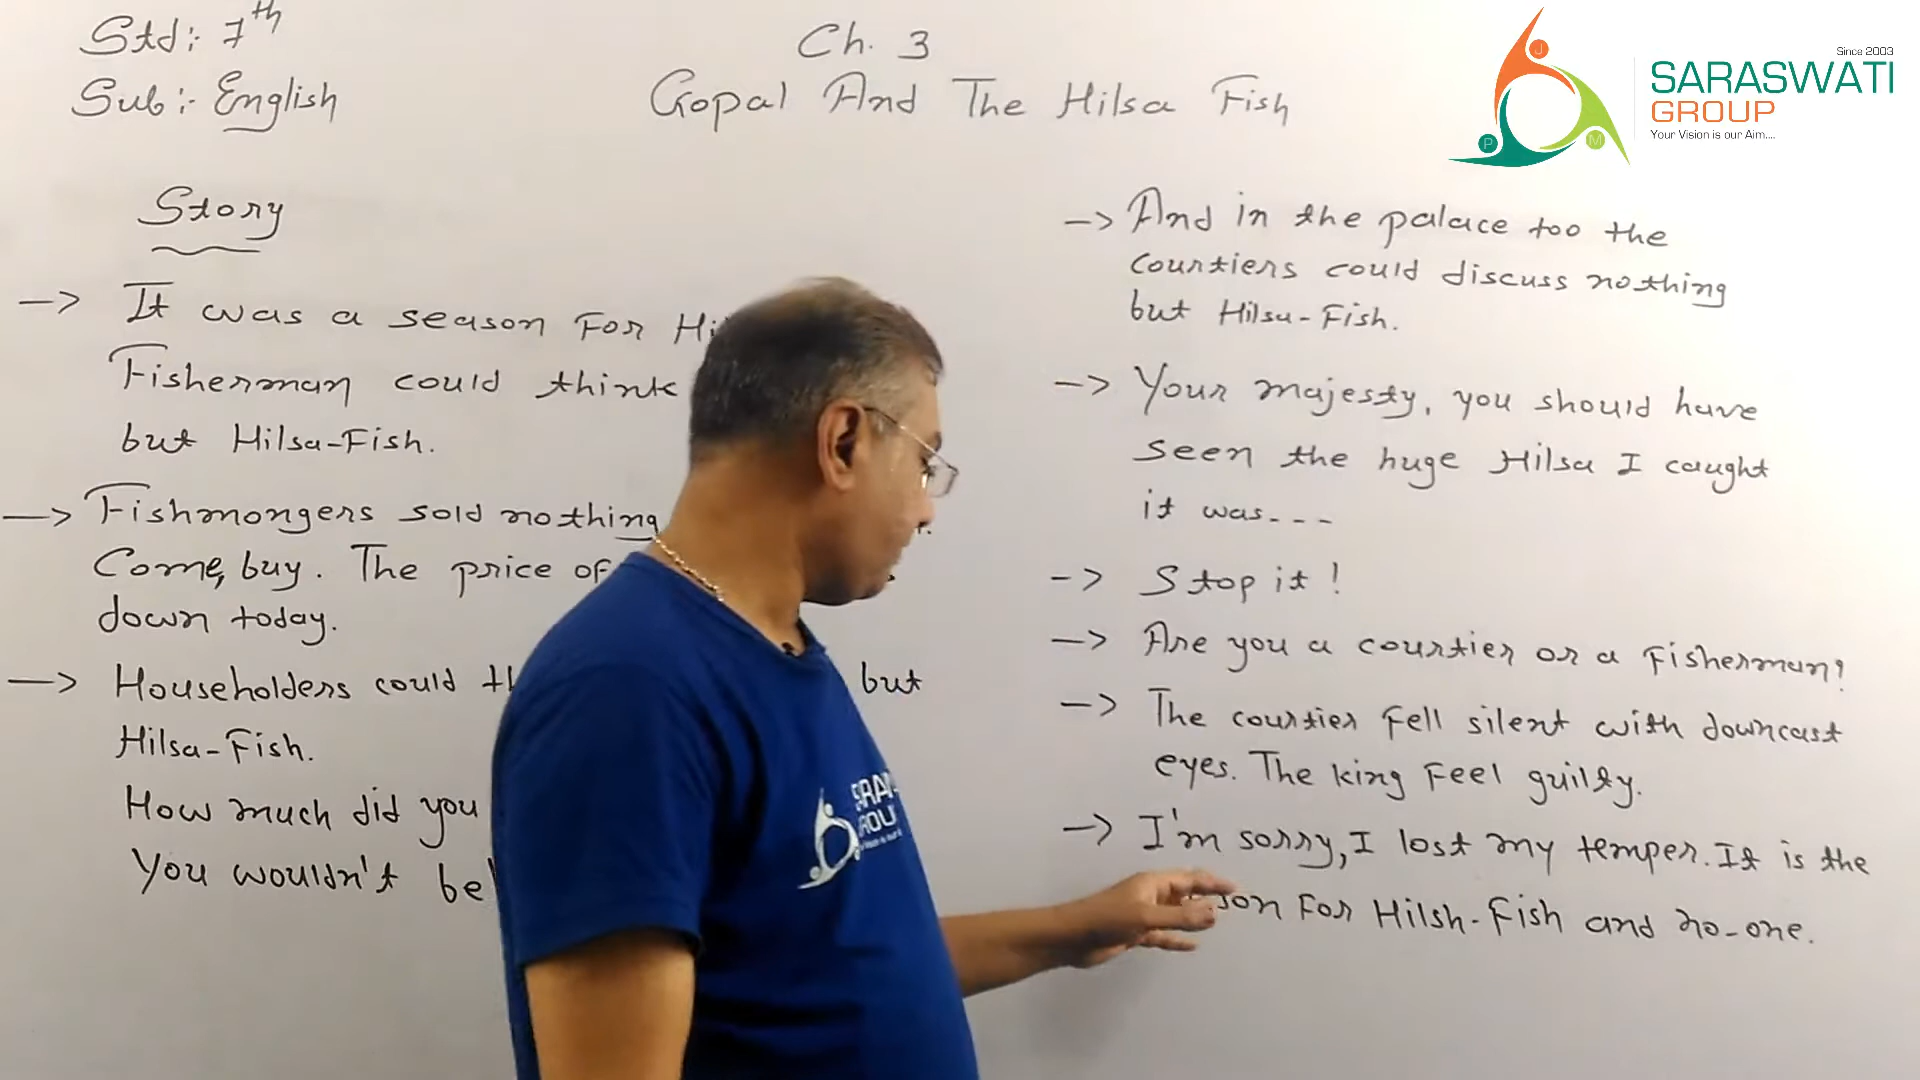 Std:- 7th
Sub:- English
Ch. 3
Gopal And The Hilsa Fish
Since 2003
SARASWATI
GROUP
Your Vision is our Aim....
J
P
M
Story
-> It was a season For
Fisherman could think
but Hilsa-Fish.
-> Fishmongers sold nothing
Come, buy. The price of
down today.
-> Householders could but
Hilsa-Fish.
How much did you
You wouldn't
-> And in the palace too the
courtiers could discuss nothing
but Hilsa-Fish.
-> Your majesty, you should have
seen the huge Hilsa I caught
it was---
-> Stop it!
-> Are you a courtier or a Fisherman?
-> The courtier Fell silent with downcast
eyes. The king Feel guilty.
-> I'm sorry, I lost my temper. It is the
For Hilsh-Fish and no-one.